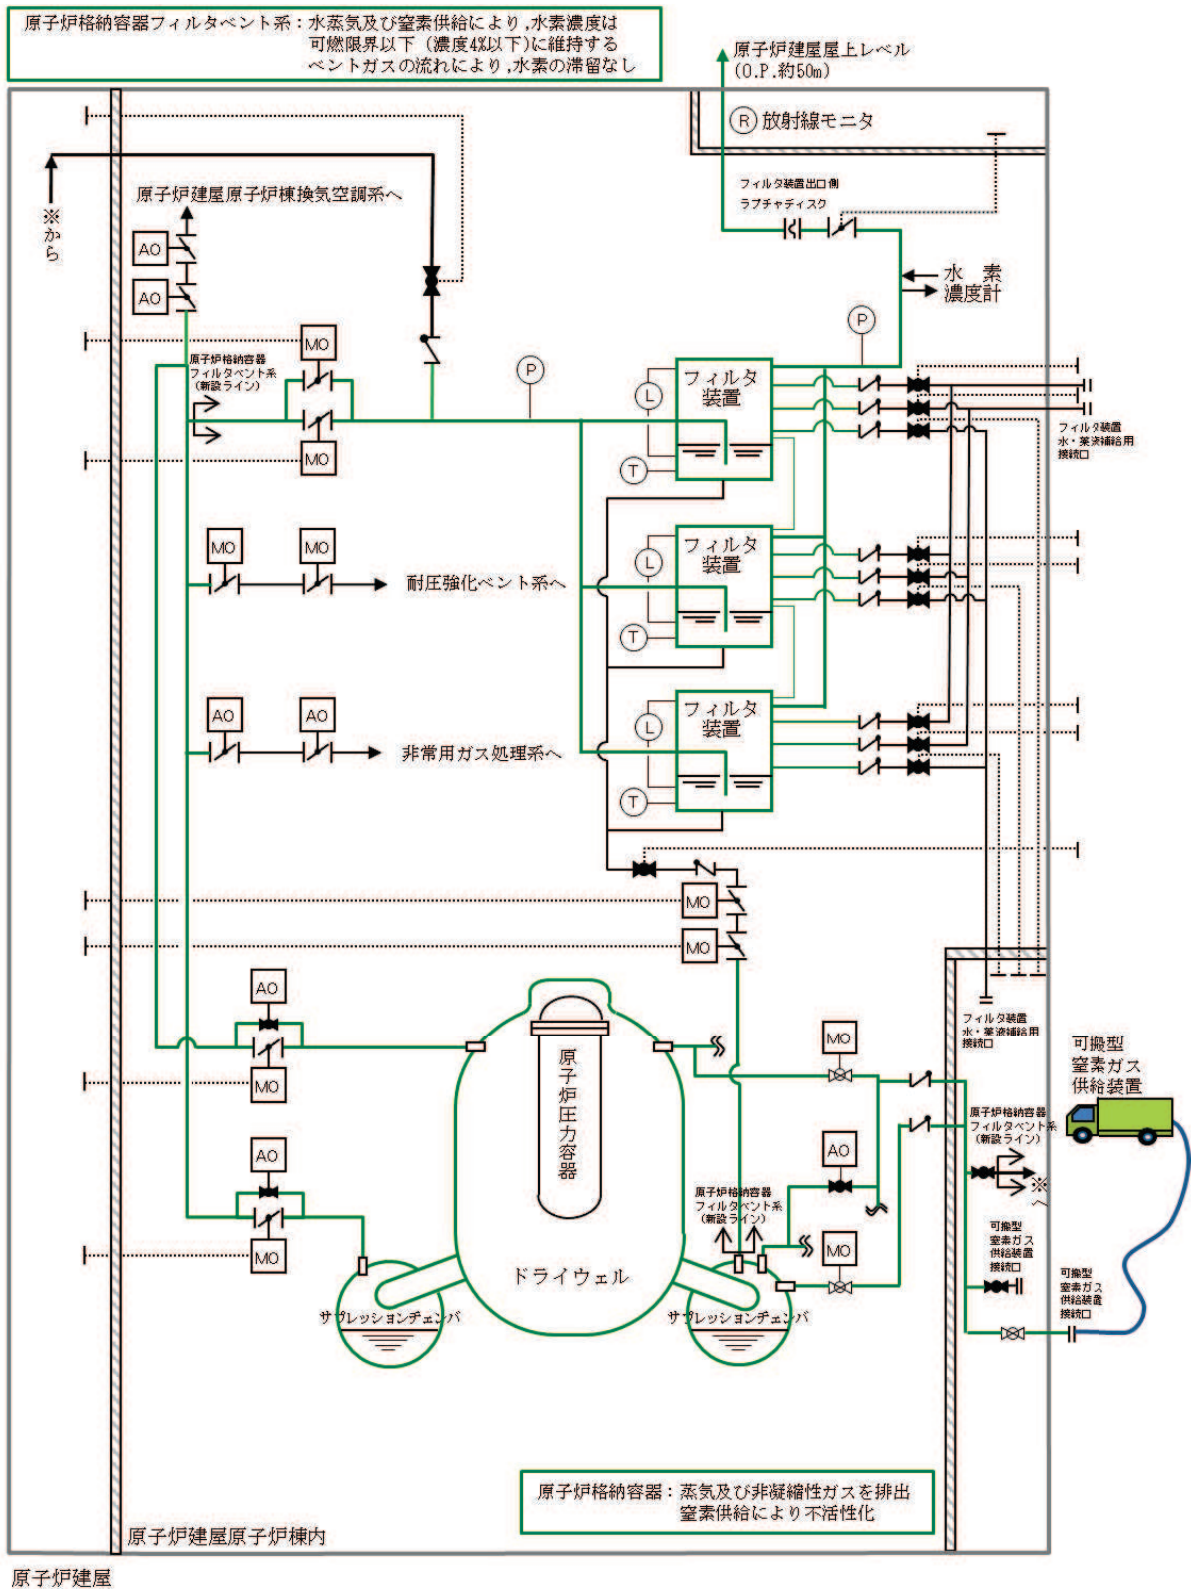 原子炉格納容器フィルタベント系：水蒸気及び窒素供給により,水素濃度は
可燃限界以下（濃度4%以下)に維持する
ベントガスの流れにより,水素の滞留なし
原子炉建屋屋上レベル
(O.P.約50m)
R 放射線モニタ
※から
原子炉建屋原子炉棟換気空調系へ
AO
AO
フィルタ装置出口側
ラプチャディスク
水素
濃度計
MO
原子炉格納容器
フィルタベント系
(新設ライン)
MO
P
P
フィルタ
装置
L
T
フィルタ装置
水・薬液補給用
接続口
MO
MO
耐圧強化ベント系へ
フィルタ
装置
L
T
AO
AO
非常用ガス処理系へ
フィルタ
装置
L
T
MO
MO
AO
MO
AO
MO
原子炉圧力容器
ドライウェル
サプレッションチェンバ
サプレッションチェンバ
原子炉格納容器
フィルタベント系
(新設ライン)
MO
AO
MO
フィルタ装置
水・薬液補給用
接続口
可搬型
窒素ガス
供給装置
原子炉格納容器
フィルタベント系
(新設ライン)
※へ
可搬型
窒素ガス
供給装置
接続口
可搬型
窒素ガス
供給装置
接続口
原子炉格納容器：蒸気及び非凝縮性ガスを排出
窒素供給により不活性化
原子炉建屋原子炉棟内
原子炉建屋